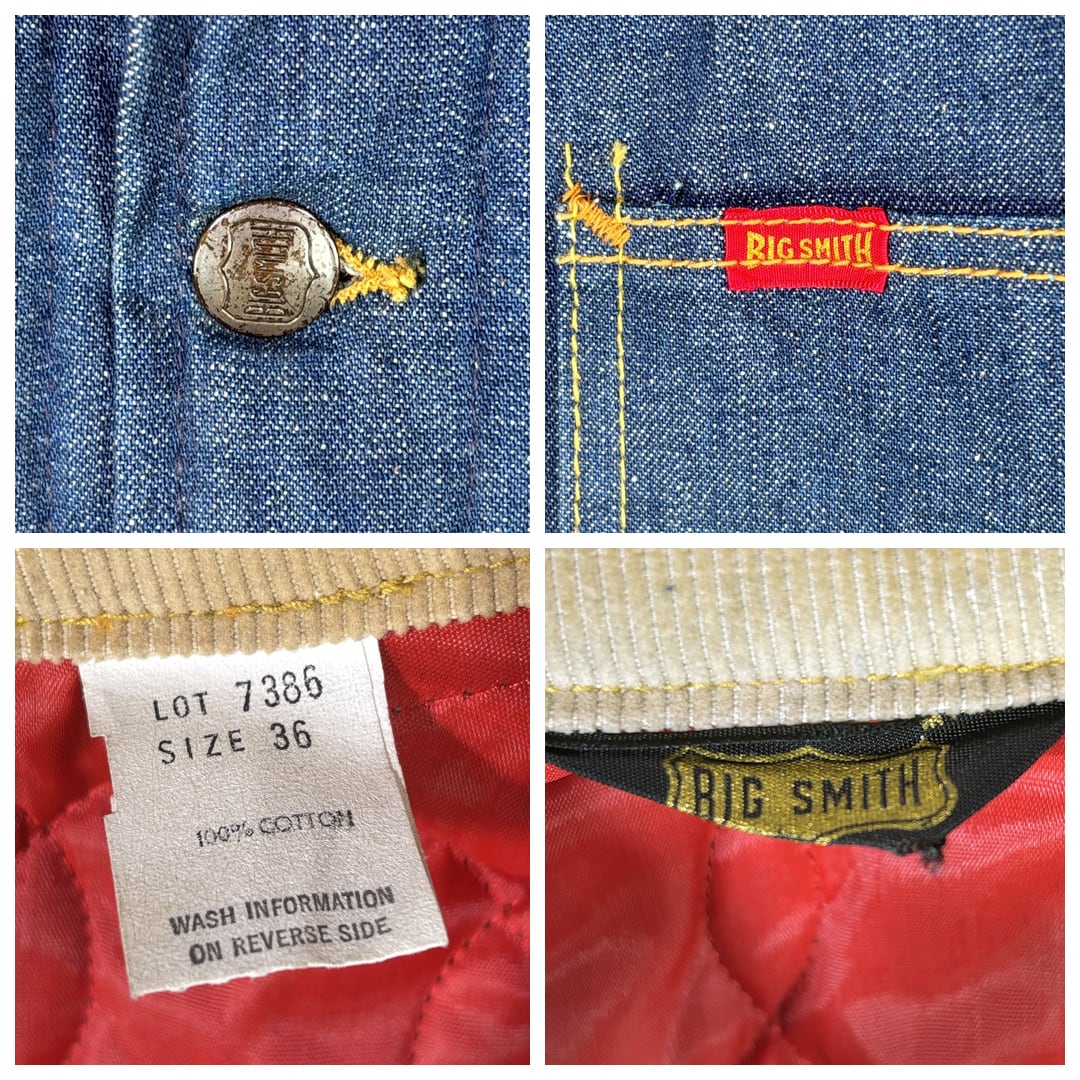 BIG SMITH
BIG SMITH
LOT 7386
SIZE 36
100% COTTON
WASH INFORMATION
ON REVERSE SIDE
BIG SMITH